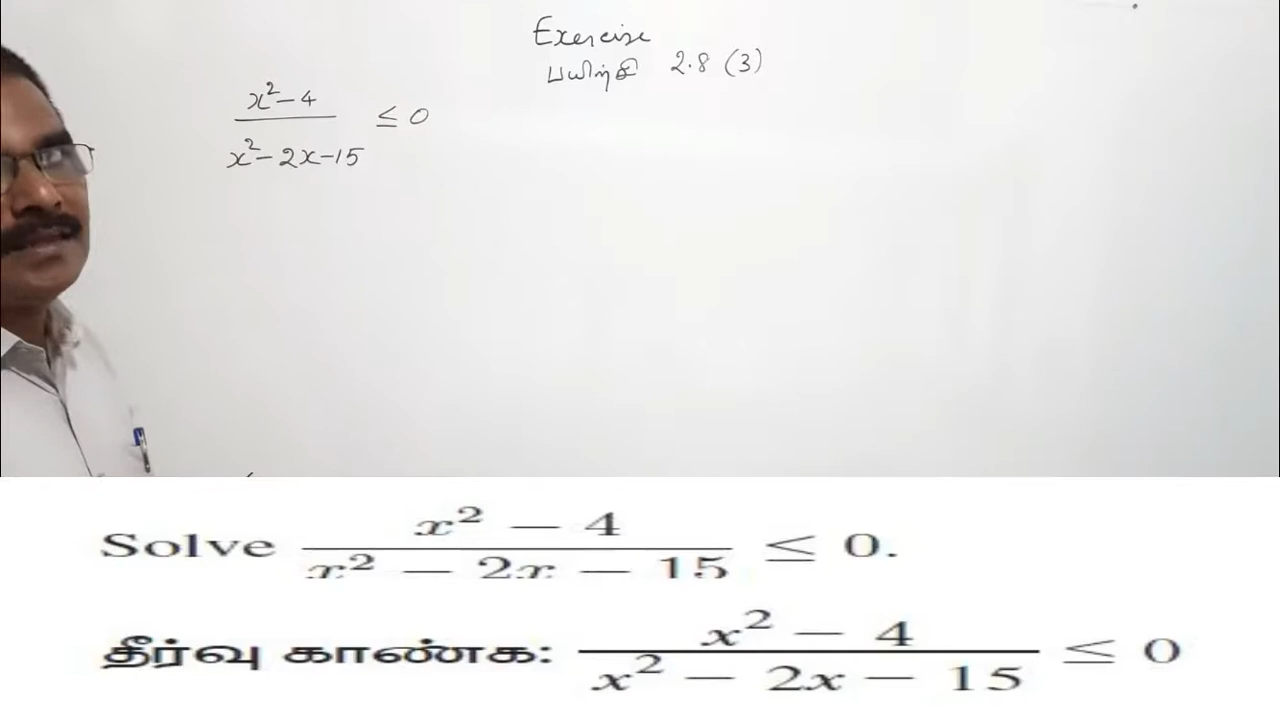 Exercise
பயிற்சி 2.8 (3)
x² - 4
x² - 2x - 15
≤ 0
Solve x² − 4 / x² − 2x − 15 ≤ 0.
தீர்வு காண்க: x² − 4 / x² − 2x − 15 ≤ 0